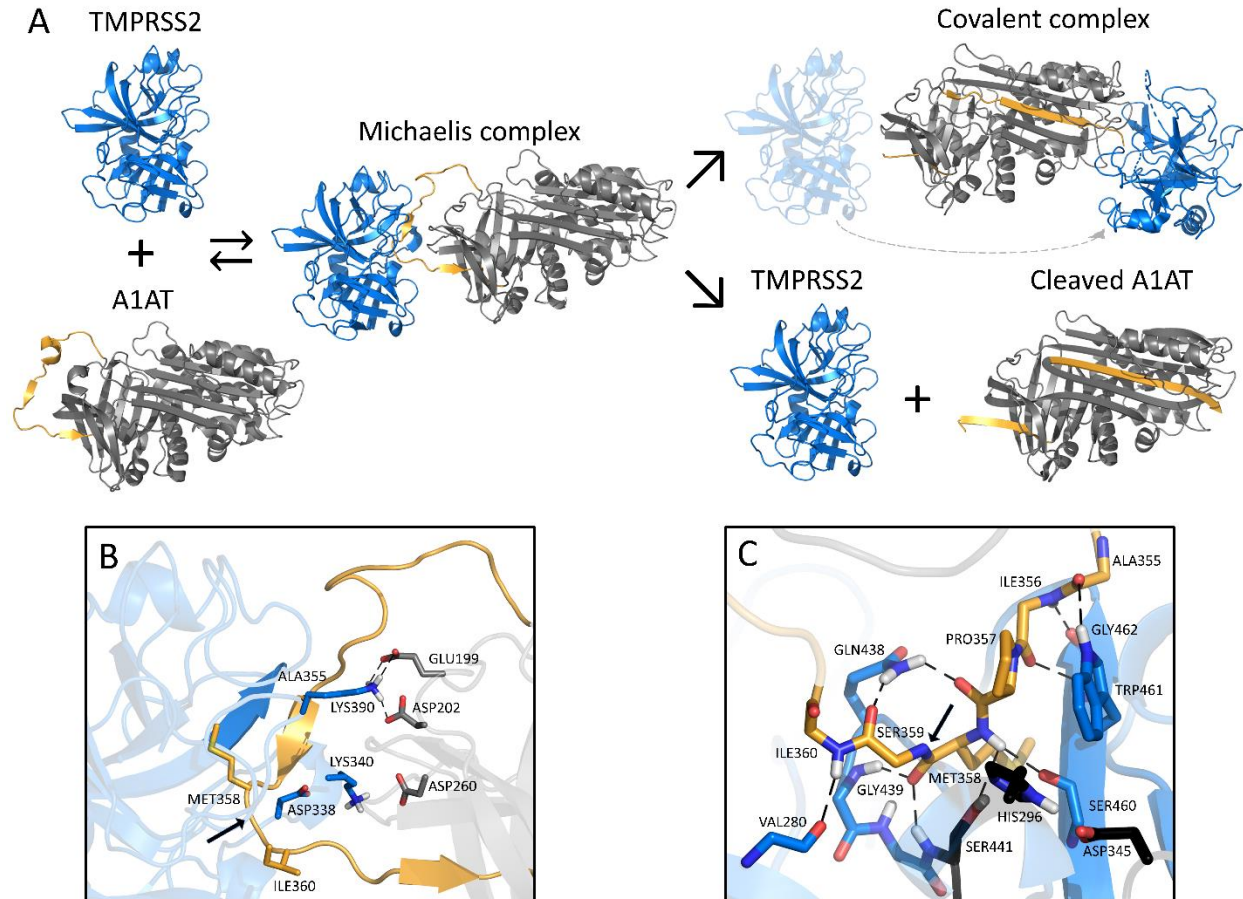 A
TMPRSS2
+
A1AT
Michaelis complex
Covalent complex
TMPRSS2
+
Cleaved A1AT
B
ALA355
GLU199
LYS390
ASP202
LYS340
MET358
ASP338
ASP260
ILE360
C
ALA355
ILE356
GLY462
PRO357
GLN438
TRP461
SER359
ILE360
MET358
GLY439
HIS296
SER460
VAL280
SER441
ASP345